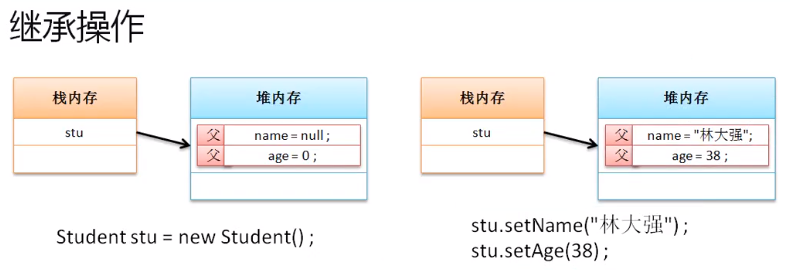 继承操作
栈内存
堆内存
stu
父 name = null ;
父 age = 0 ;
Student stu = new Student() ;
栈内存
堆内存
stu
父 name = "林大强";
父 age = 38 ;
stu.setName("林大强") ;
stu.setAge(38) ;